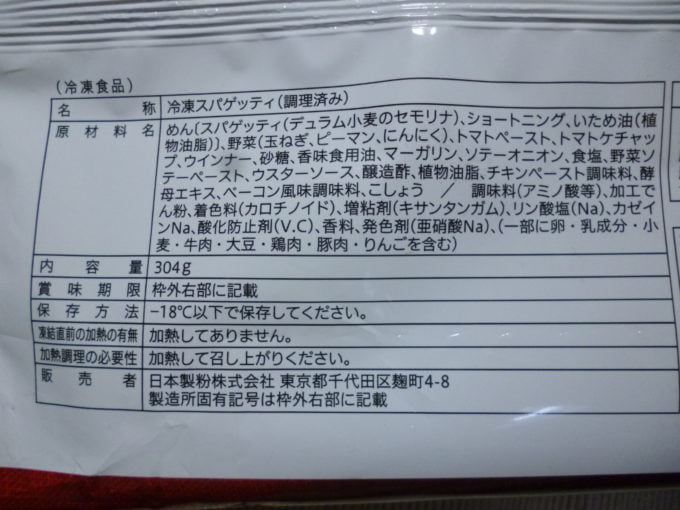 (冷凍食品)
名称 冷凍スパゲッティ(調理済み)
原材料名 めん〔スパゲッティ(デュラム小麦のセモリナ)、ショートニング、いため油(植
物油脂)〕、野菜(玉ねぎ、ピーマン、にんにく)、トマトペースト、トマトケチャッ
プ、ウインナー、砂糖、香味食用油、マーガリン、ソテーオニオン、食塩、野菜ソ
テーペースト、ウスターソース、醸造酢、植物油脂、チキンペースト調味料、酵
母エキス、ベーコン風味調味料、こしょう / 調味料(アミノ酸等)、加工で
ん粉、着色料(カロチノイド)、増粘剤(キサンタンガム)、リン酸塩(Na)、カゼイ
ンNa、酸化防止剤(V.C)、香料、発色剤(亜硝酸Na)、(一部に卵・乳成分・小
麦・牛肉・大豆・鶏肉・豚肉・りんごを含む)
内容量 304g
賞味期限 枠外右部に記載
保存方法 -18℃以下で保存してください。
凍結直前の加熱の有無 加熱してありません。
加熱調理の必要性 加熱して召し上がりください。
販売者 日本製粉株式会社 東京都千代田区麹町4-8
製造所固有記号は枠外右部に記載